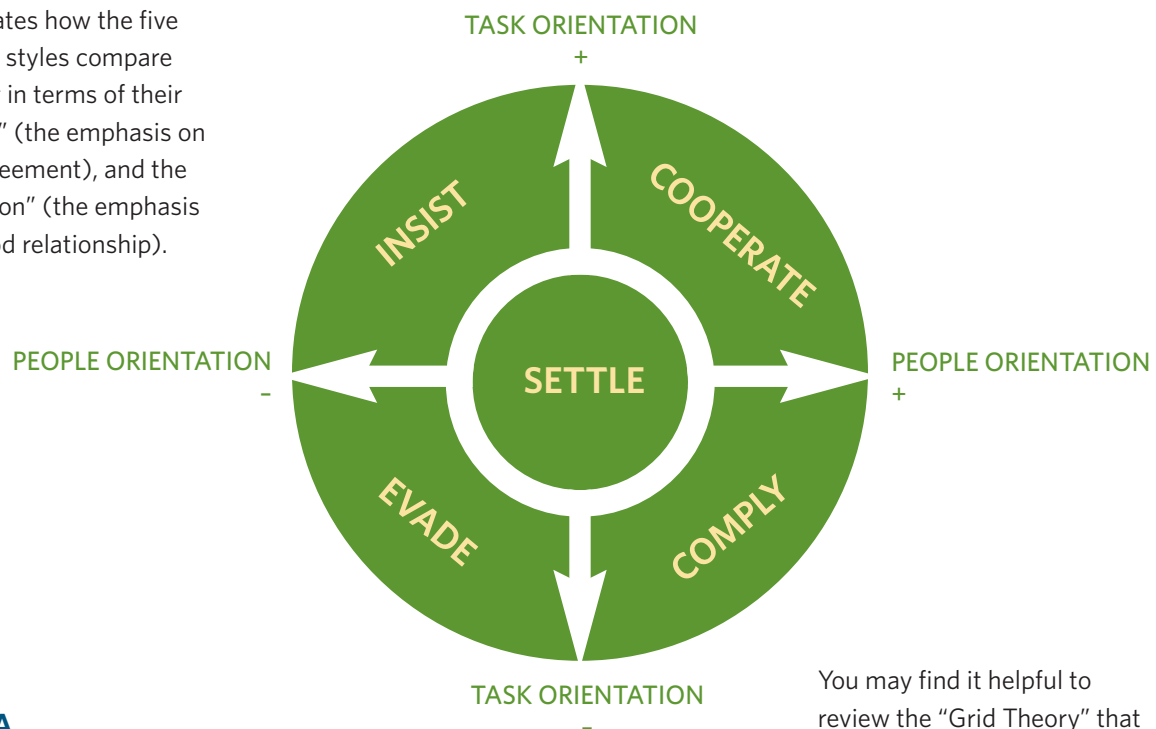 ates how the five
styles compare
in terms of their
” (the emphasis on
eement), and the
on” (the emphasis
d relationship).
TASK ORIENTATION
+
INSIST
COOPERATE
PEOPLE ORIENTATION
–
SETTLE
PEOPLE ORIENTATION
+
EVADE
COMPLY
TASK ORIENTATION
–
You may find it helpful to
review the “Grid Theory” that
A